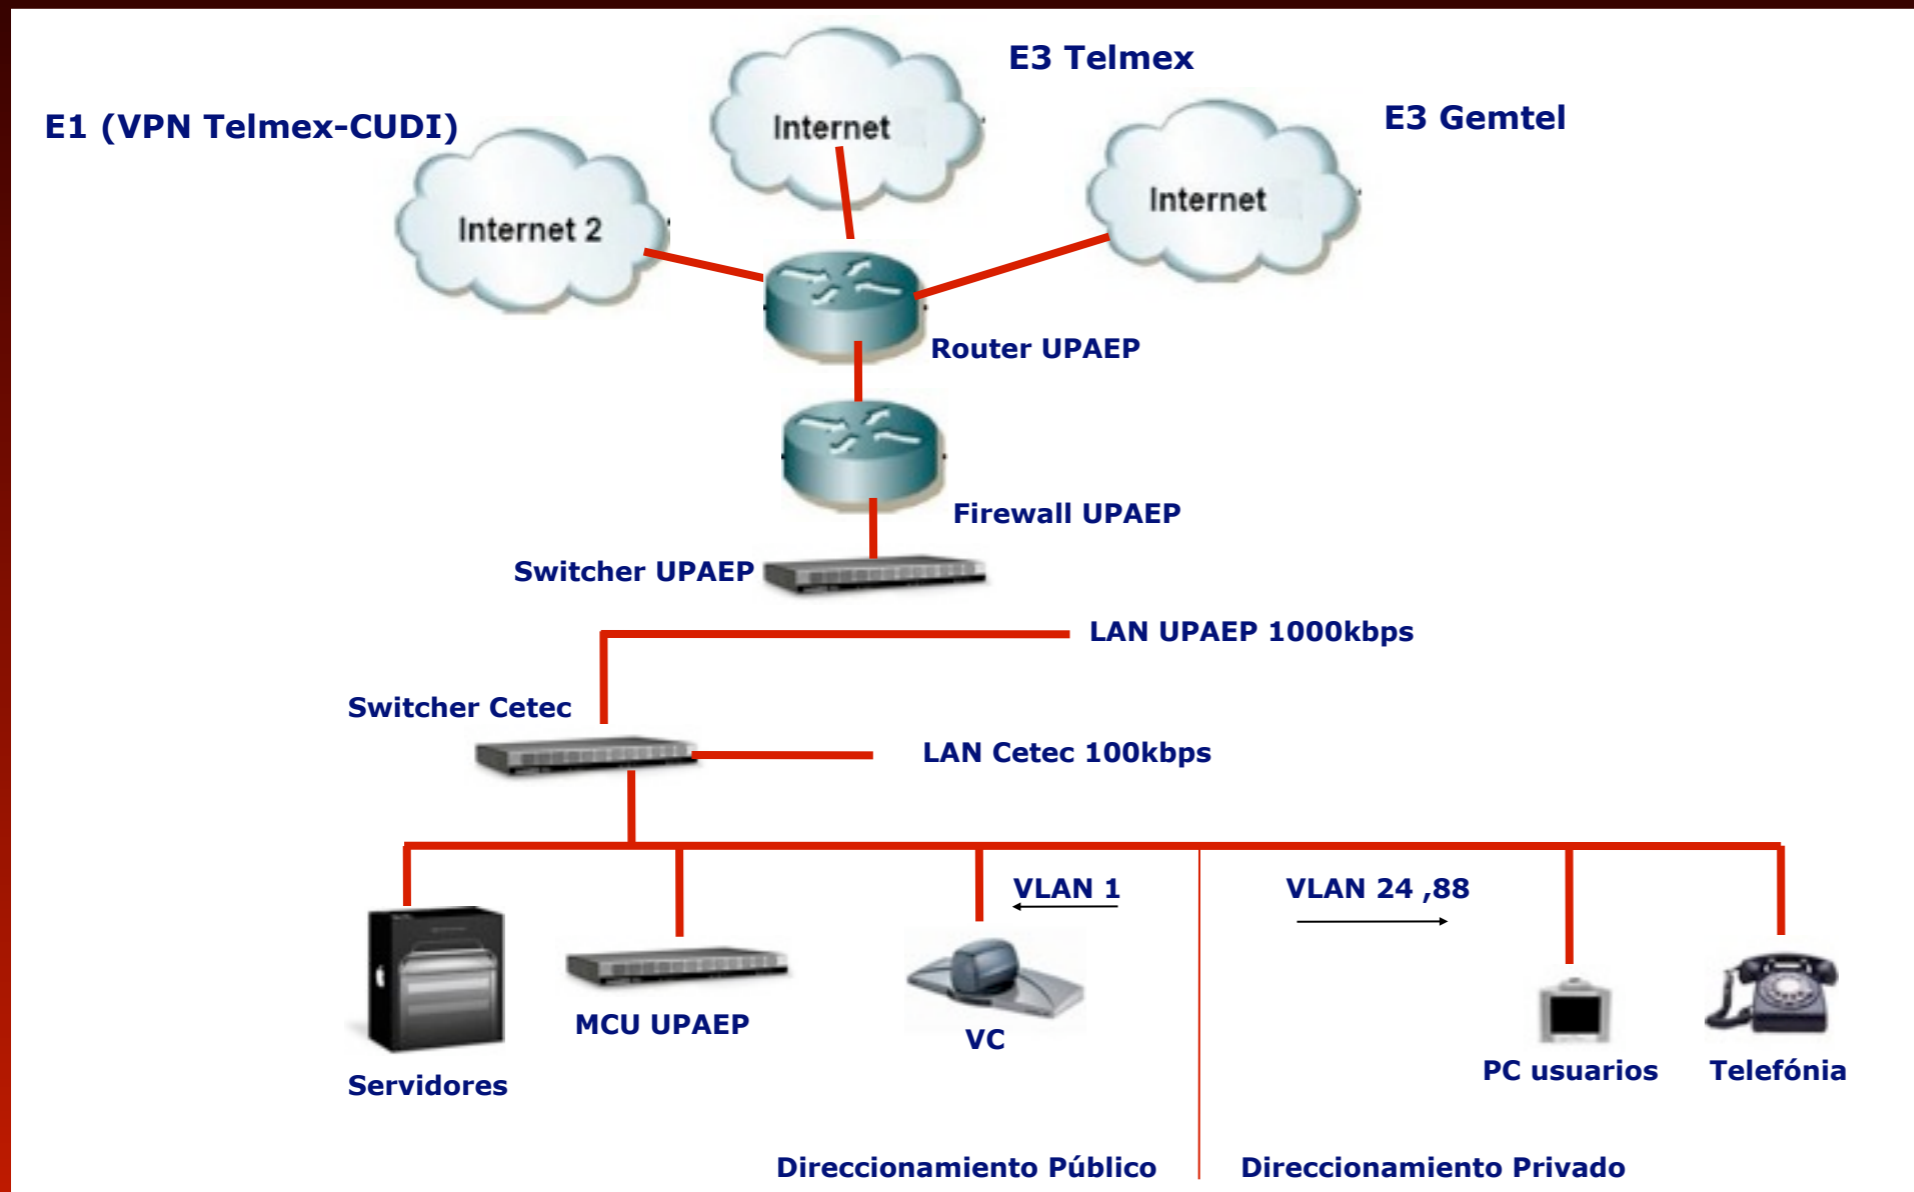 E3 Telmex
E3 Gemtel
E1 (VPN Telmex-CUDI)
Internet
Internet
Internet 2
Router UPAEP
Firewall UPAEP
Switcher UPAEP
LAN UPAEP 1000kbps
Switcher Cetec
LAN Cetec 100kbps
VLAN 1
VLAN 24 ,88
MCU UPAEP
VC
Servidores
PC usuarios
Telefónia
Direccionamiento Público
Direccionamiento Privado